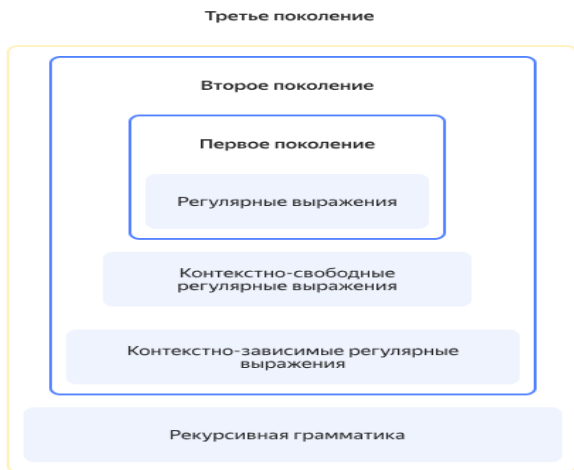 Третье поколение
Второе поколение
Первое поколение
Регулярные выражения
Контекстно-свободные
регулярные выражения
Контекстно-зависимые регулярные
выражения
Рекурсивная грамматика